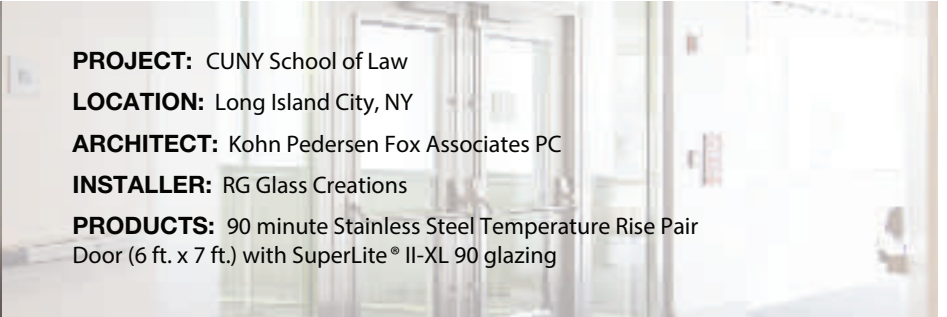 PROJECT: CUNY School of Law
LOCATION: Long Island City, NY
ARCHITECT: Kohn Pedersen Fox Associates PC
INSTALLER: RG Glass Creations
PRODUCTS: 90 minute Stainless Steel Temperature Rise Pair
Door (6 ft. x 7 ft.) with SuperLite® II-XL 90 glazing